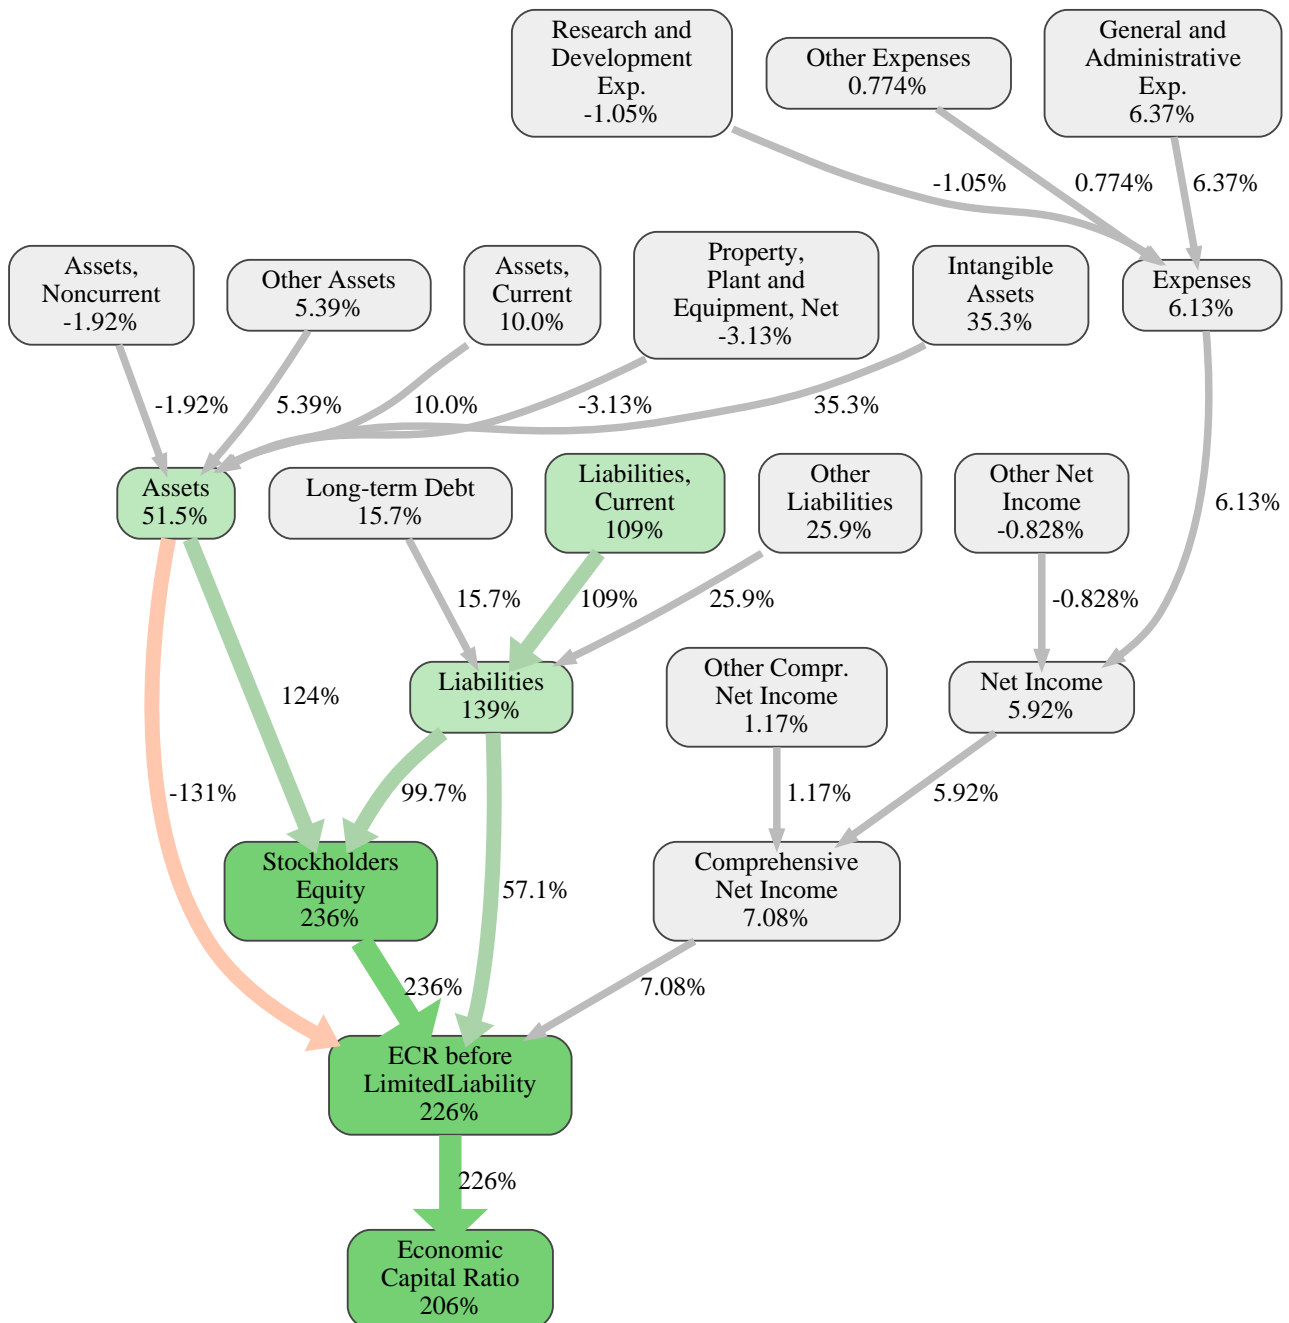 Research and
Development
Exp.
-1.05%
Other Expenses
0.774%
General and
Administrative
Exp.
6.37%
-1.05%
0.774%
6.37%
Assets,
Noncurrent
-1.92%
Other Assets
5.39%
Assets,
Current
10.0%
Property,
Plant and
Equipment, Net
-3.13%
Intangible
Assets
35.3%
Expenses
6.13%
-1.92%
5.39%
10.0%
-3.13%
35.3%
6.13%
Assets
51.5%
Long-term Debt
15.7%
Liabilities,
Current
109%
Other
Liabilities
25.9%
Other Net
Income
-0.828%
15.7%
109%
25.9%
-0.828%
124%
Liabilities
139%
Other Compr.
Net Income
1.17%
Net Income
5.92%
-131%
99.7%
1.17%
5.92%
Stockholders
Equity
236%
57.1%
Comprehensive
Net Income
7.08%
236%
7.08%
ECR before
LimitedLiability
226%
226%
Economic
Capital Ratio
206%